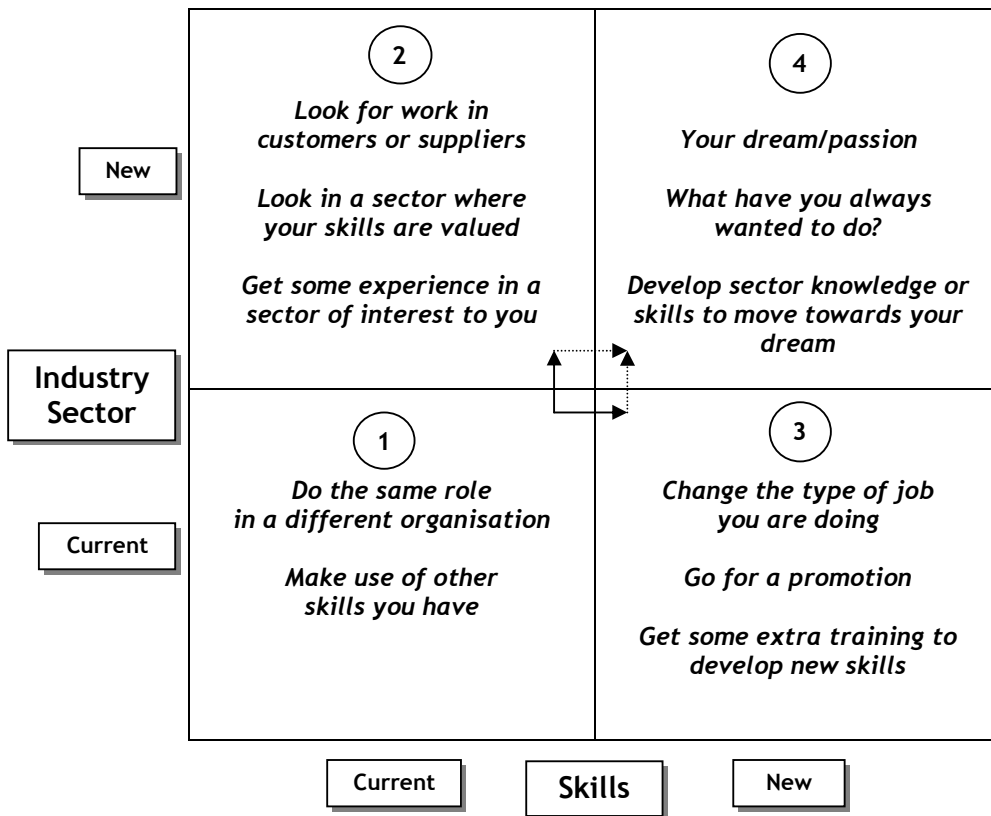 2
Look for work in
customers or suppliers
Look in a sector where
your skills are valued
Get some experience in a
sector of interest to you
4
Your dream/passion
What have you always
wanted to do?
Develop sector knowledge or
skills to move towards your
dream
New
Industry
Sector
1
Do the same role
in a different organisation
Make use of other
skills you have
3
Change the type of job
you are doing
Go for a promotion
Get some extra training to
develop new skills
Current
Current
Skills
New